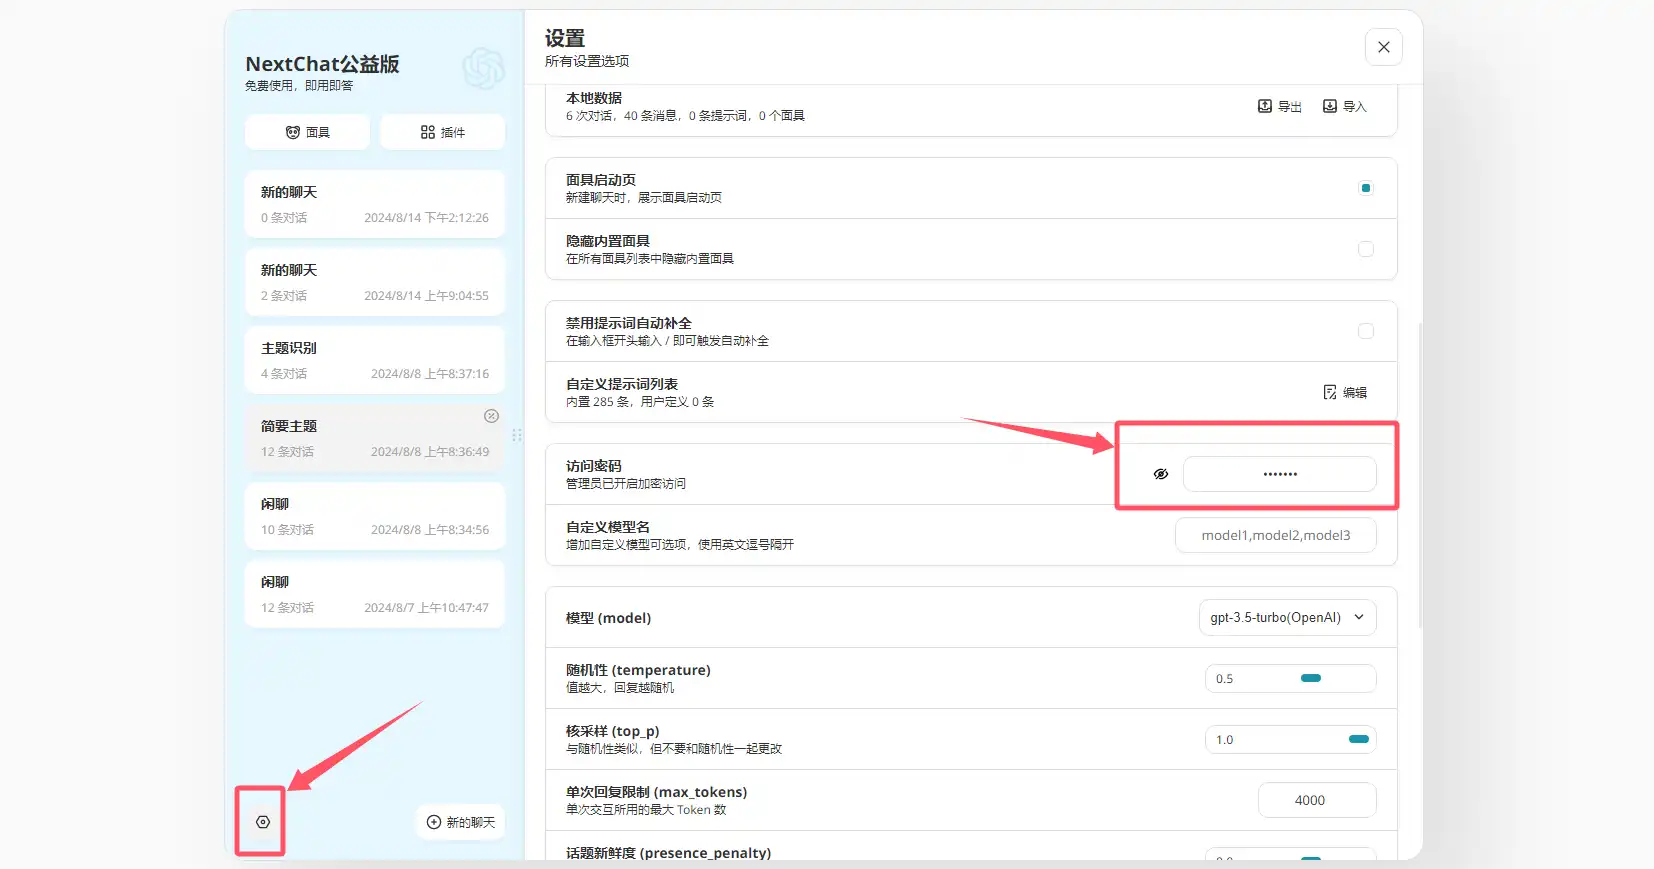 NextChat公益版
免费使用，即用即答
面具
插件
新的聊天
0 条对话
2024/8/14 下午2:12:26
新的聊天
2 条对话
2024/8/14 上午9:04:55
主题识别
4 条对话
2024/8/8 上午8:37:16
简要主题
12 条对话
2024/8/8 上午8:36:49
闲聊
10 条对话
2024/8/8 上午8:34:56
闲聊
12 条对话
2024/8/7 上午10:47:47
新的聊天
设置
所有设置选项
本地数据
6 次对话，40 条消息，0 条提示词，0 个面具
导出
导入
面具启动页
新建聊天时，展示面具启动页
隐藏内置面具
在所有面具列表中隐藏内置面具
禁用提示词自动补全
在输入框开头输入 / 即可触发自动补全
自定义提示词列表
内置 285 条，用户定义 0 条
编辑
访问密码
管理员已开启加密访问
•••••••
自定义模型名
增加自定义模型可选项，使用英文逗号隔开
model1,model2,model3
模型 (model)
gpt-3.5-turbo(OpenAI)
随机性 (temperature)
值越大，回复越随机
0.5
核采样 (top_p)
与随机性类似，但不要和随机性一起更改
1.0
单次回复限制 (max_tokens)
单次交互所用的最大 Token 数
4000
话题新鲜度 (presence_penalty)